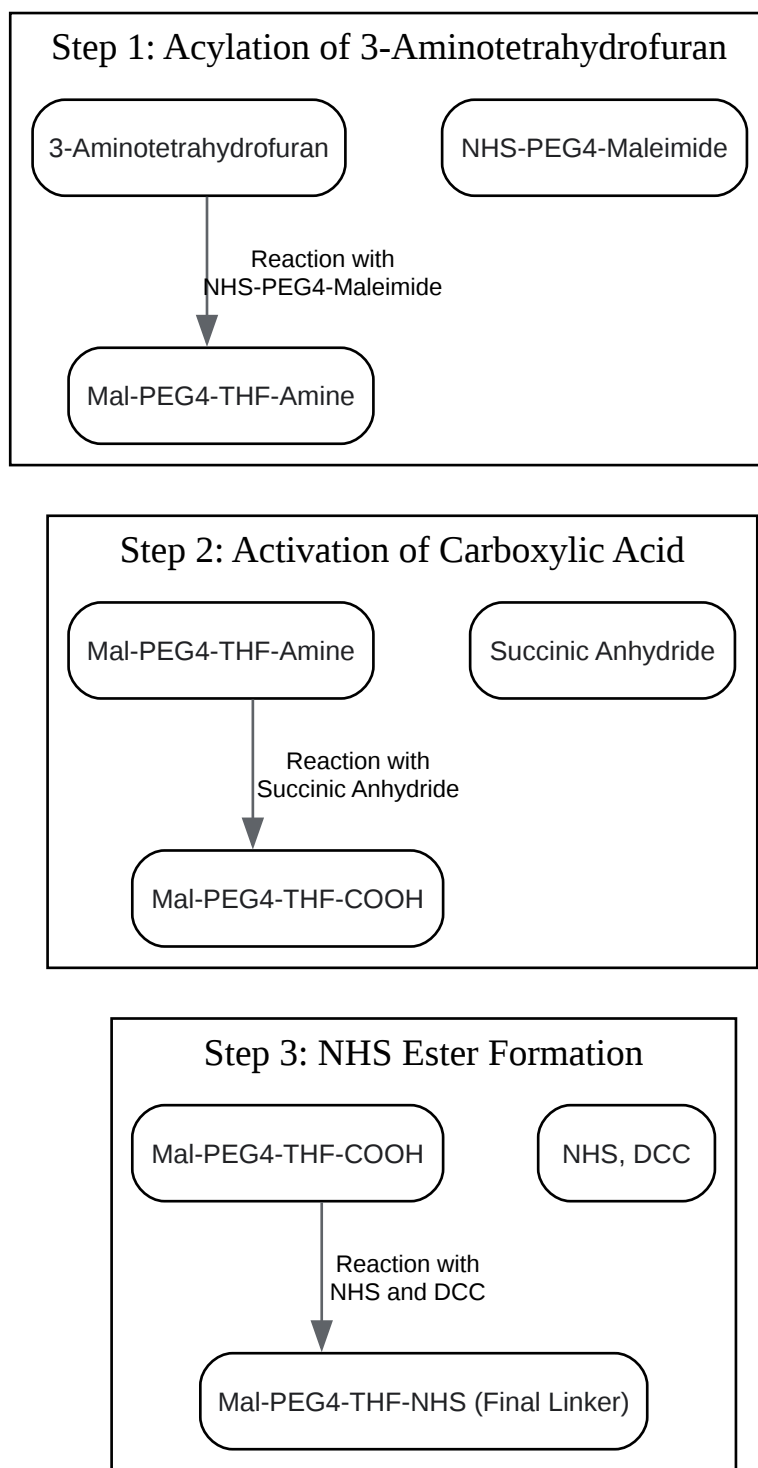 Step 1: Acylation of 3-Aminotetrahydrofuran
3-Aminotetrahydrofuran
NHS-PEG4-Maleimide
Reaction with
NHS-PEG4-Maleimide
Mal-PEG4-THF-Amine
Step 2: Activation of Carboxylic Acid
Mal-PEG4-THF-Amine
Succinic Anhydride
Reaction with
Succinic Anhydride
Mal-PEG4-THF-COOH
Step 3: NHS Ester Formation
Mal-PEG4-THF-COOH
NHS, DCC
Reaction with
NHS and DCC
Mal-PEG4-THF-NHS (Final Linker)